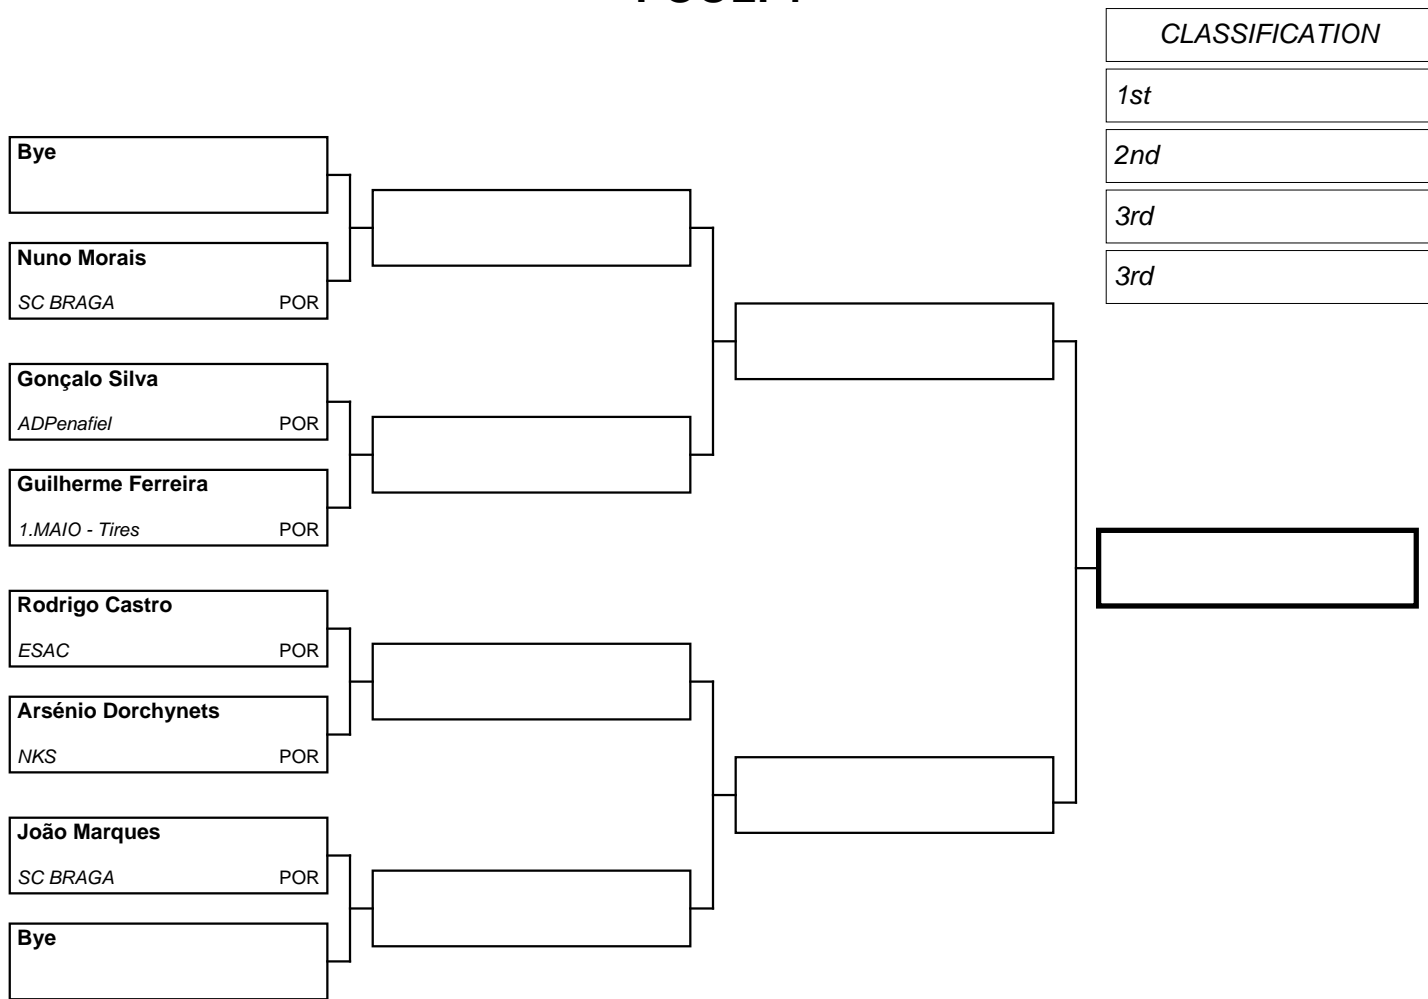 CLASSIFICATION
1st
2nd
3rd
3rd
Bye
Nuno Morais
SC BRAGA POR
Gonçalo Silva
ADPenafiel POR
Guilherme Ferreira
1.MAIO - Tires POR
Rodrigo Castro
ESAC POR
Arsénio Dorchynets
NKS POR
João Marques
SC BRAGA POR
Bye